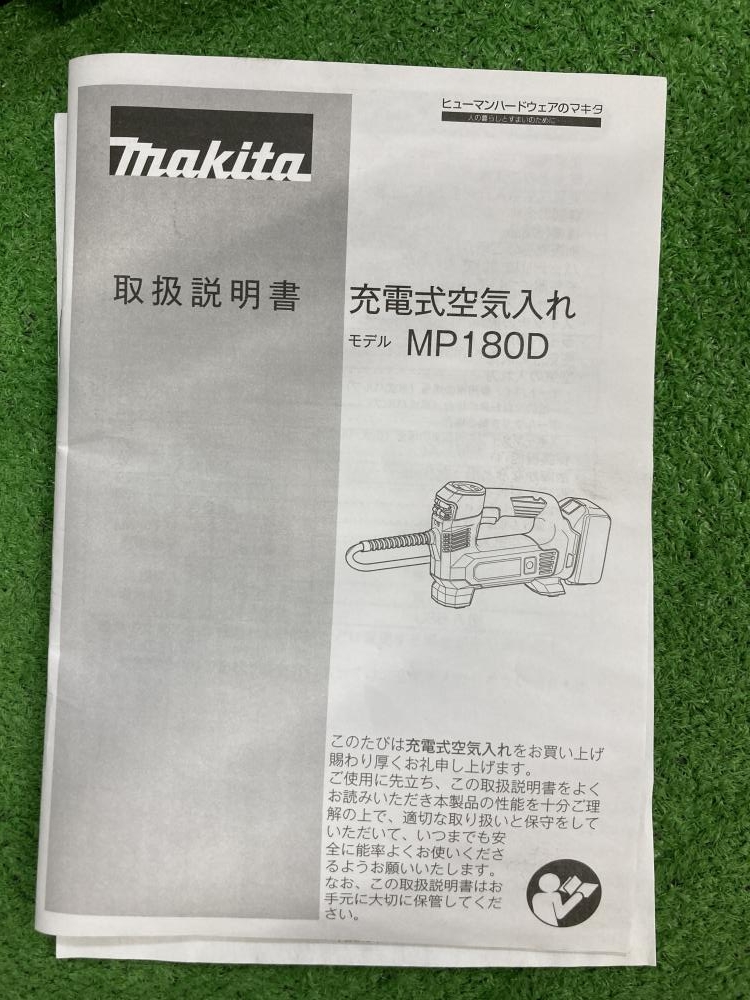 makita
ヒューマンハードウェアのマキタ
人の暮らしとすまいのために
取扱説明書
充電式空気入れ
モデル MP180D
このたびは充電式空気入れをお買い上げ
賜わり厚くお礼申し上げます。
ご使用に先立ち、この取扱説明書をよく
お読みいただき本製品の性能を十分ご理
解の上で、適切な取り扱いと保守をして
いただいて、いつまでも安
全に能率よくお使いくださ
るようお願いいたします。
なお、この取扱説明書はお
手元に大切に保管してくだ
さい。